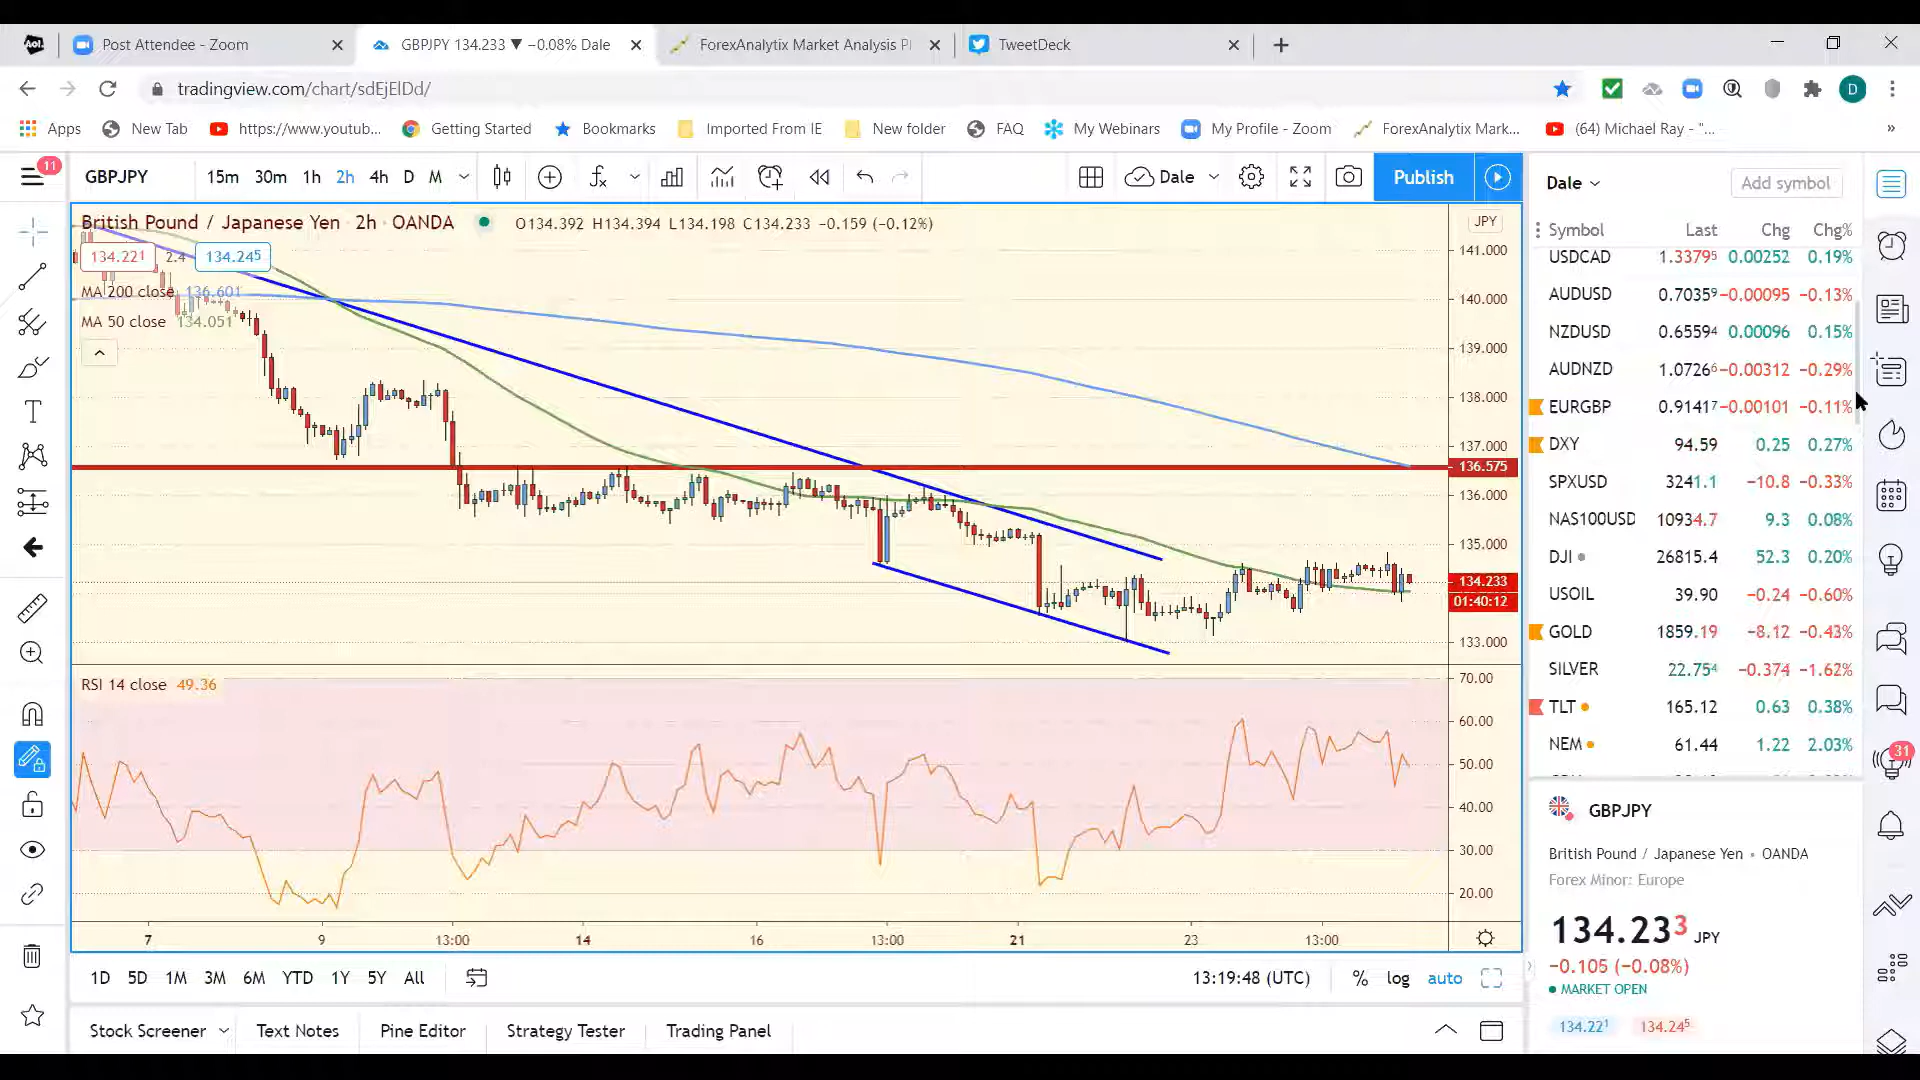 Aol. Post Attendee - Zoom GBPJPY 134.233 ▼ −0.08% Dale ForexAnalytix Market Analysis Pl TweetDeck
tradingview.com/chart/sdEjElDd/ D
Apps New Tab https://www.youtub... Getting Started Bookmarks Imported From IE New folder FAQ My Webinars My Profile - Zoom ForexAnalytix Mark... (64) Michael Ray - "... »
11 GBPJPY 15m 30m 1h 2h 4h D M Dale Publish
British Pound / Japanese Yen · 2h · OANDA O134.392 H134.394 L134.198 C134.233 −0.159 (−0.12%)
134.221 2.4 134.245
MA 200 close 136.601
MA 50 close 134.051
JPY
141.000
140.000
139.000
138.000
137.000
136.575
136.000
135.000
134.233
01:40:12
133.000
RSI 14 close 49.36
70.00
60.00
50.00
40.00
30.00
20.00
7 9 13:00 14 16 13:00 21 23 13:00
1D 5D 1M 3M 6M YTD 1Y 5Y All 13:19:48 (UTC) % log auto
Stock Screener Text Notes Pine Editor Strategy Tester Trading Panel
Dale Add symbol
Symbol Last Chg Chg%
USDCAD 1.33795 0.00252 0.19%
AUDUSD 0.70359 −0.00095 −0.13%
NZDUSD 0.65594 0.00096 0.15%
AUDNZD 1.07266 −0.00312 −0.29%
EURGBP 0.91417 −0.00101 −0.11%
DXY 94.59 0.25 0.27%
SPXUSD 3241.1 −10.8 −0.33%
NAS100USD 10934.7 9.3 0.08%
DJI 26815.4 52.3 0.20%
USOIL 39.90 −0.24 −0.60%
GOLD 1859.19 −8.12 −0.43%
SILVER 22.754 −0.374 −1.62%
TLT 165.12 0.63 0.38%
NEM 61.44 1.22 2.03%
GBPJPY
British Pound / Japanese Yen • OANDA
Forex Minor: Europe
134.233 JPY
−0.105 (−0.08%)
MARKET OPEN
134.221 134.245
31